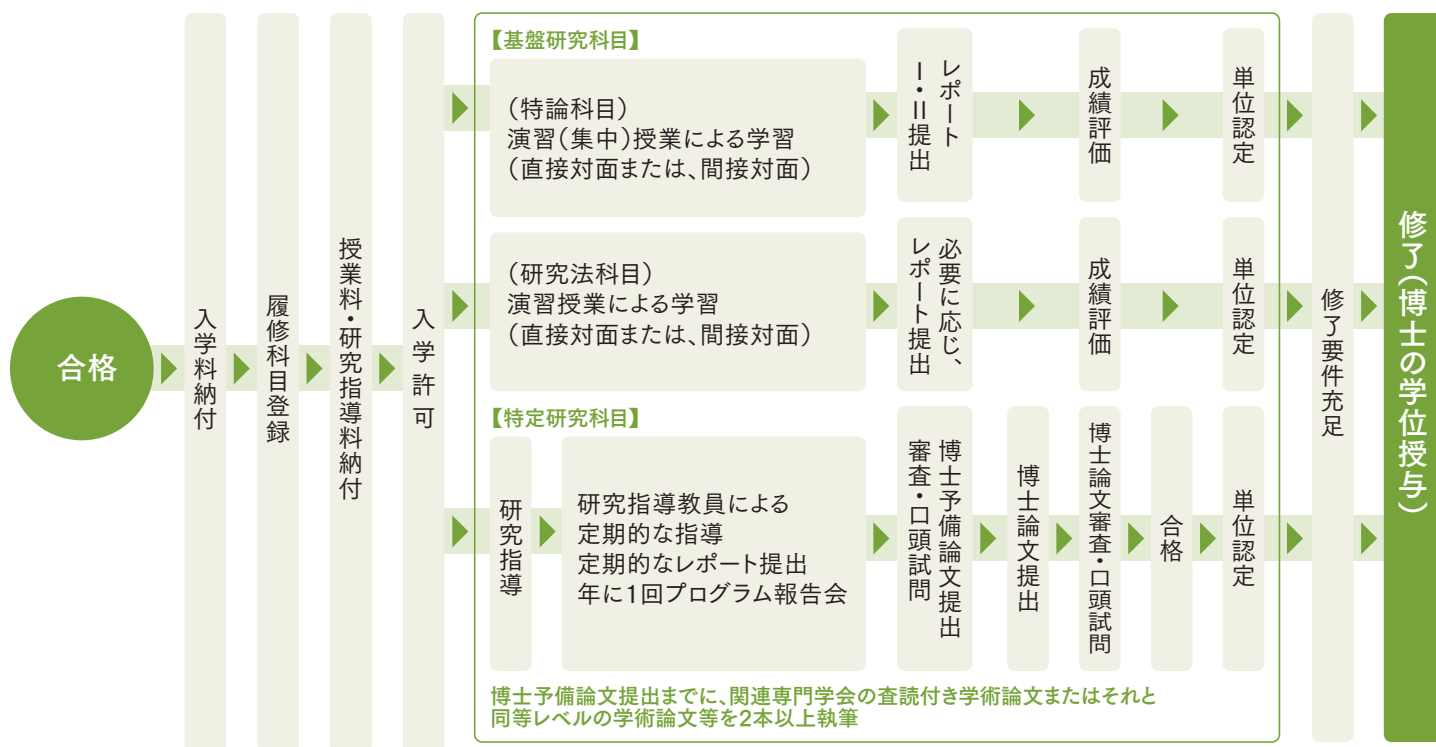 合格
入学料納付
履修科目登録
授業料・研究指導料納付
入学許可
【基盤研究科目】
（特論科目）
演習（集中）授業による学習
（直接対面または、間接対面）
レポート
Ⅰ・Ⅱ提出
成績評価
単位認定
（研究法科目）
演習授業による学習
（直接対面または、間接対面）
必要に応じ、
レポート提出
成績評価
単位認定
【特定研究科目】
研究指導
研究指導教員による
定期的な指導
定期的なレポート提出
年に1回プログラム報告会
博士予備論文提出
審査・口頭試問
博士論文提出
博士論文審査・口頭試問
合格
単位認定
博士予備論文提出までに、関連専門学会の査読付き学術論文またはそれと
同等レベルの学術論文等を2本以上執筆
修了要件充足
修了（博士の学位授与）